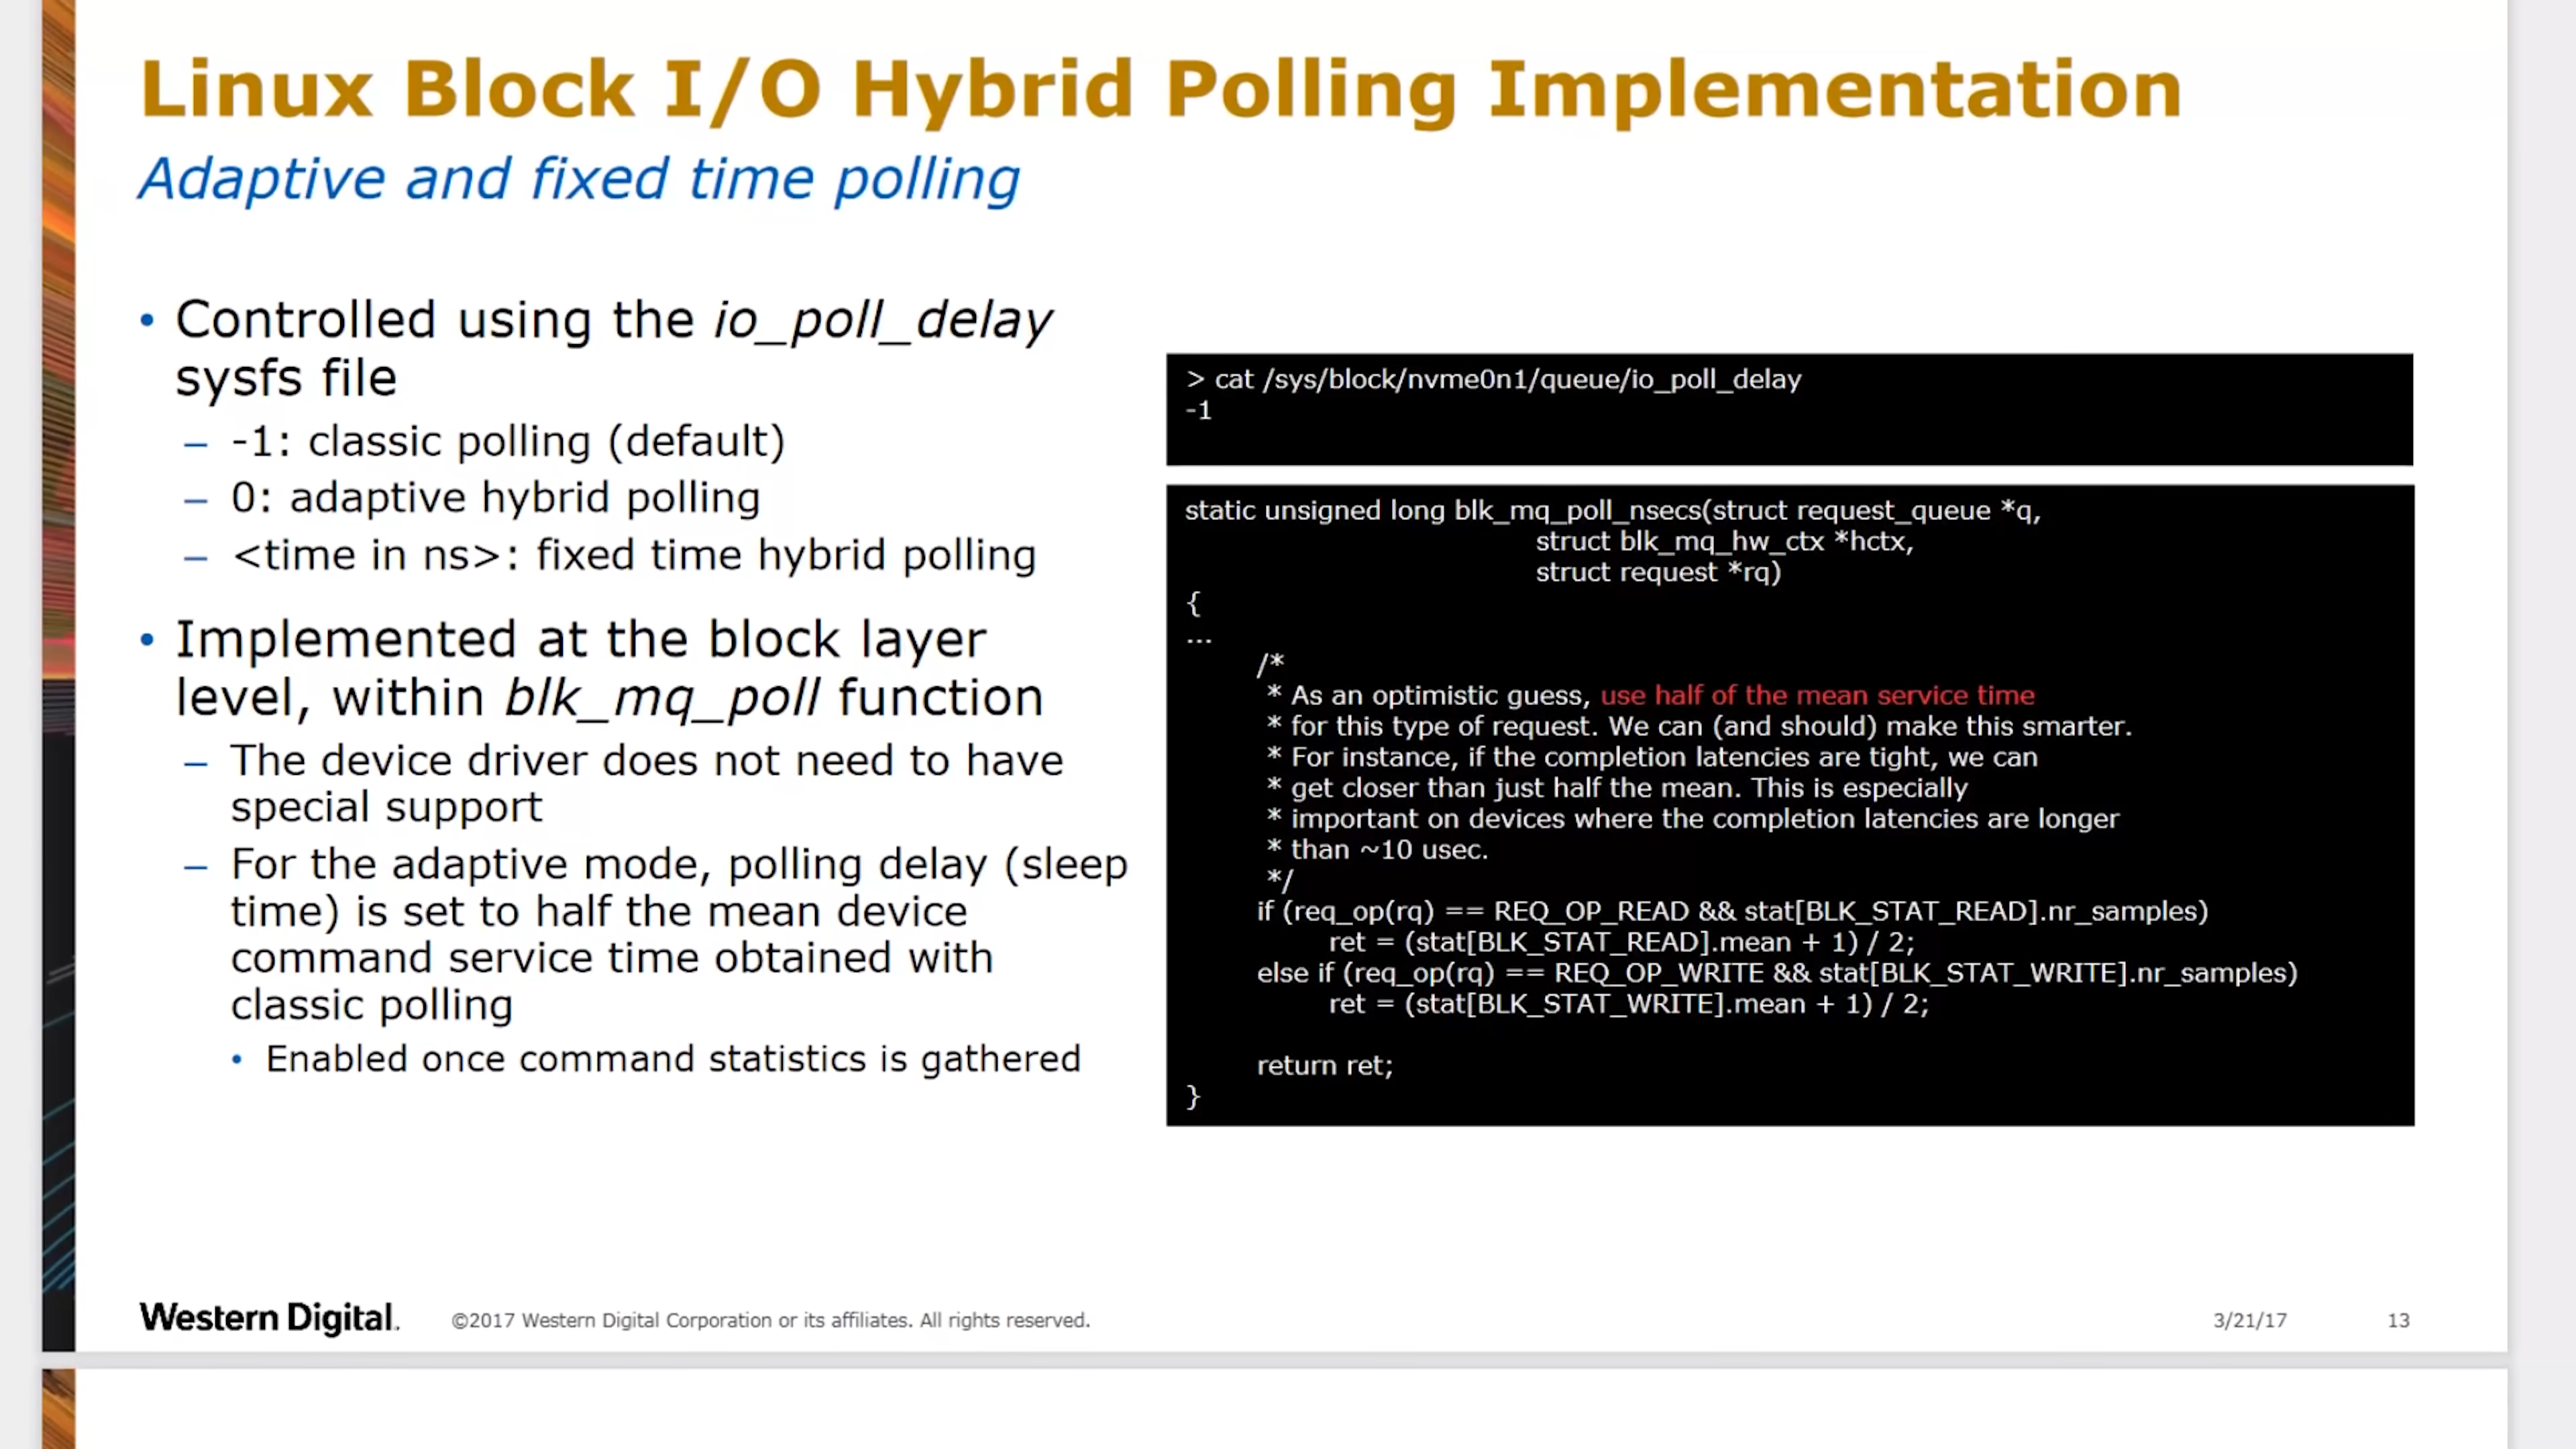 Linux Block I/O Hybrid Polling Implementation
Adaptive and fixed time polling
• Controlled using the io_poll_delay
sysfs file
– -1: classic polling (default)
– 0: adaptive hybrid polling
– <time in ns>: fixed time hybrid polling
• Implemented at the block layer
level, within blk_mq_poll function
– The device driver does not need to have
special support
– For the adaptive mode, polling delay (sleep
time) is set to half the mean device
command service time obtained with
classic polling
• Enabled once command statistics is gathered
> cat /sys/block/nvme0n1/queue/io_poll_delay
-1
static unsigned long blk_mq_poll_nsecs(struct request_queue *q,
struct blk_mq_hw_ctx *hctx,
struct request *rq)
{
...
/*
* As an optimistic guess, use half of the mean service time
* for this type of request. We can (and should) make this smarter.
* For instance, if the completion latencies are tight, we can
* get closer than just half the mean. This is especially
* important on devices where the completion latencies are longer
* than ~10 usec.
*/
if (req_op(rq) == REQ_OP_READ && stat[BLK_STAT_READ].nr_samples)
ret = (stat[BLK_STAT_READ].mean + 1) / 2;
else if (req_op(rq) == REQ_OP_WRITE && stat[BLK_STAT_WRITE].nr_samples)
ret = (stat[BLK_STAT_WRITE].mean + 1) / 2;
return ret;
}
Western Digital. ©2017 Western Digital Corporation or its affiliates. All rights reserved. 3/21/17 13